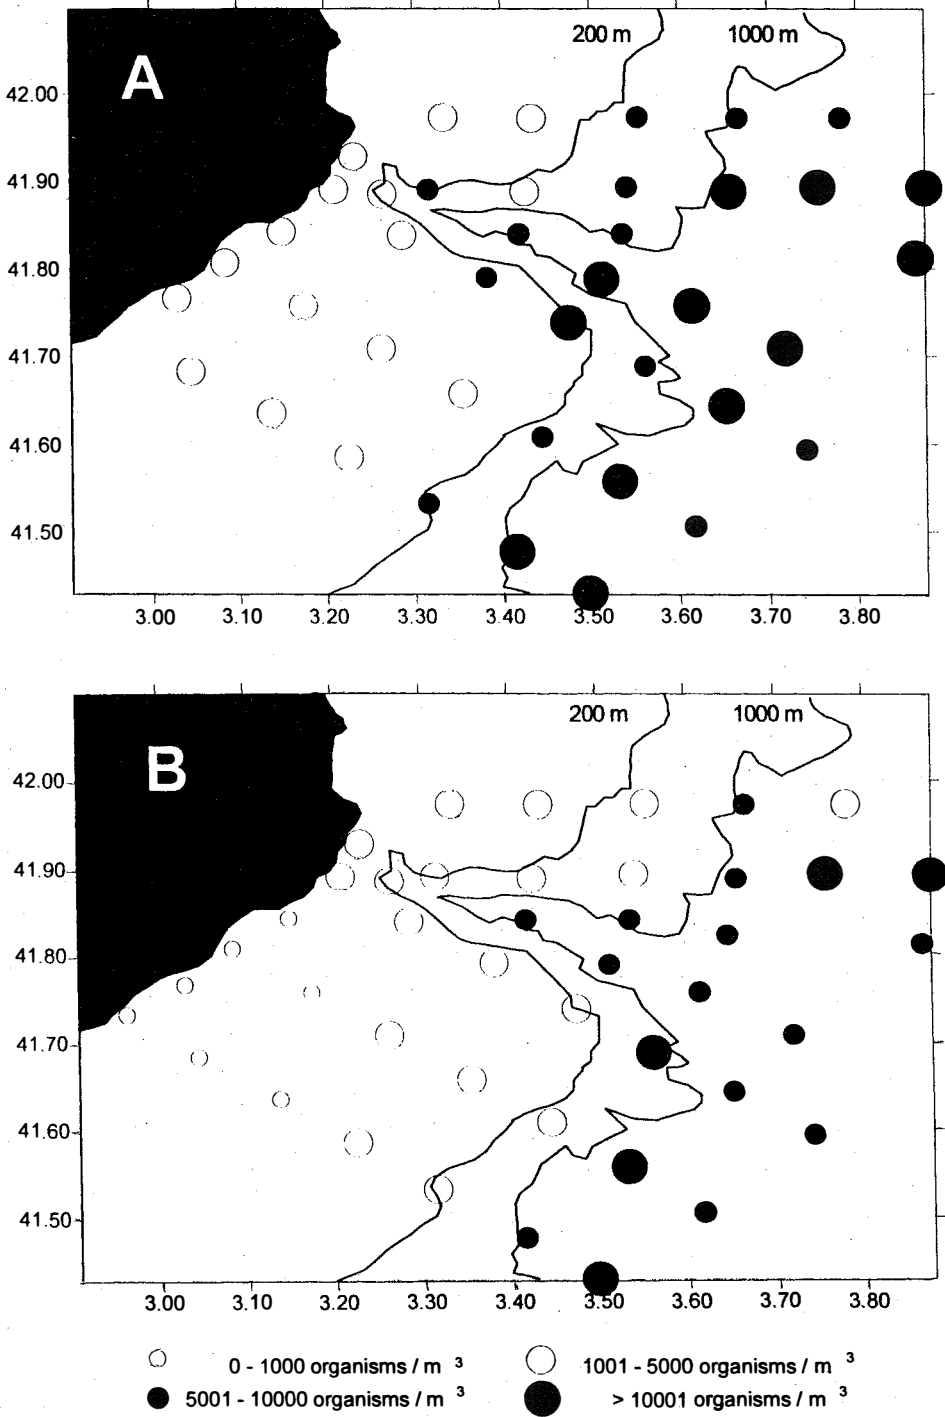 A
200 m
1000 m
42.00
41.90
41.80
41.70
41.60
41.50
3.00 3.10 3.20 3.30 3.40 3.50 3.60 3.70 3.80
B
200 m
1000 m
42.00
41.90
41.80
41.70
41.60
41.50
3.00 3.10 3.20 3.30 3.40 3.50 3.60 3.70 3.80
0 - 1000 organisms / m 3
1001 - 5000 organisms / m 3
5001 - 10000 organisms / m 3
> 10001 organisms / m 3